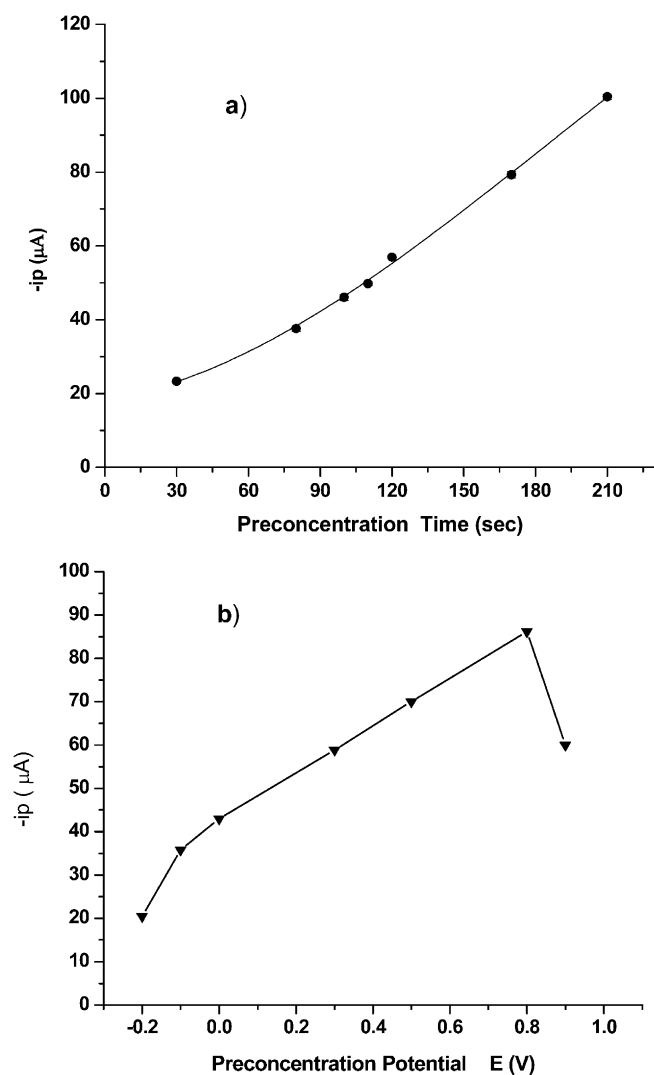 120
100
80
60
40
20
0
-ip (μA)
a)
0 30 60 90 120 150 180 210
Preconcentration Time (sec)
100
90
80
70
60
50
40
30
20
10
0
-ip ( μA)
b)
-0.2 0.0 0.2 0.4 0.6 0.8 1.0
Preconcentration Potential E (V)